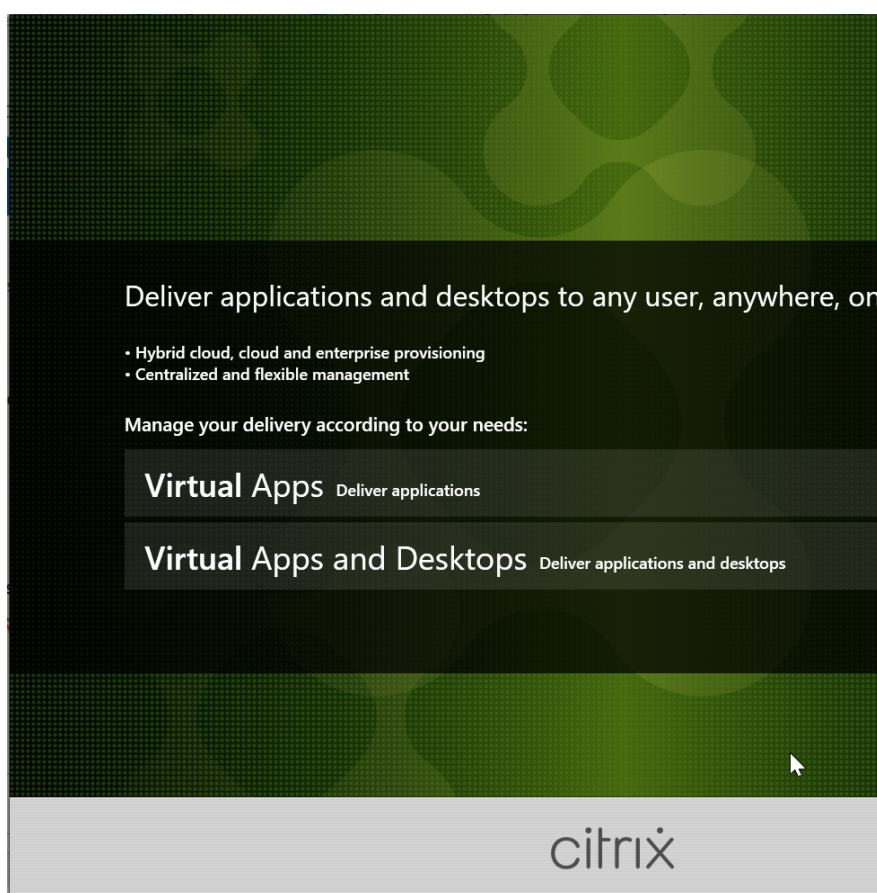 Deliver applications and desktops to any user, anywhere, on
• Hybrid cloud, cloud and enterprise provisioning
• Centralized and flexible management
Manage your delivery according to your needs:
Virtual Apps Deliver applications
Virtual Apps and Desktops Deliver applications and desktops
citrix